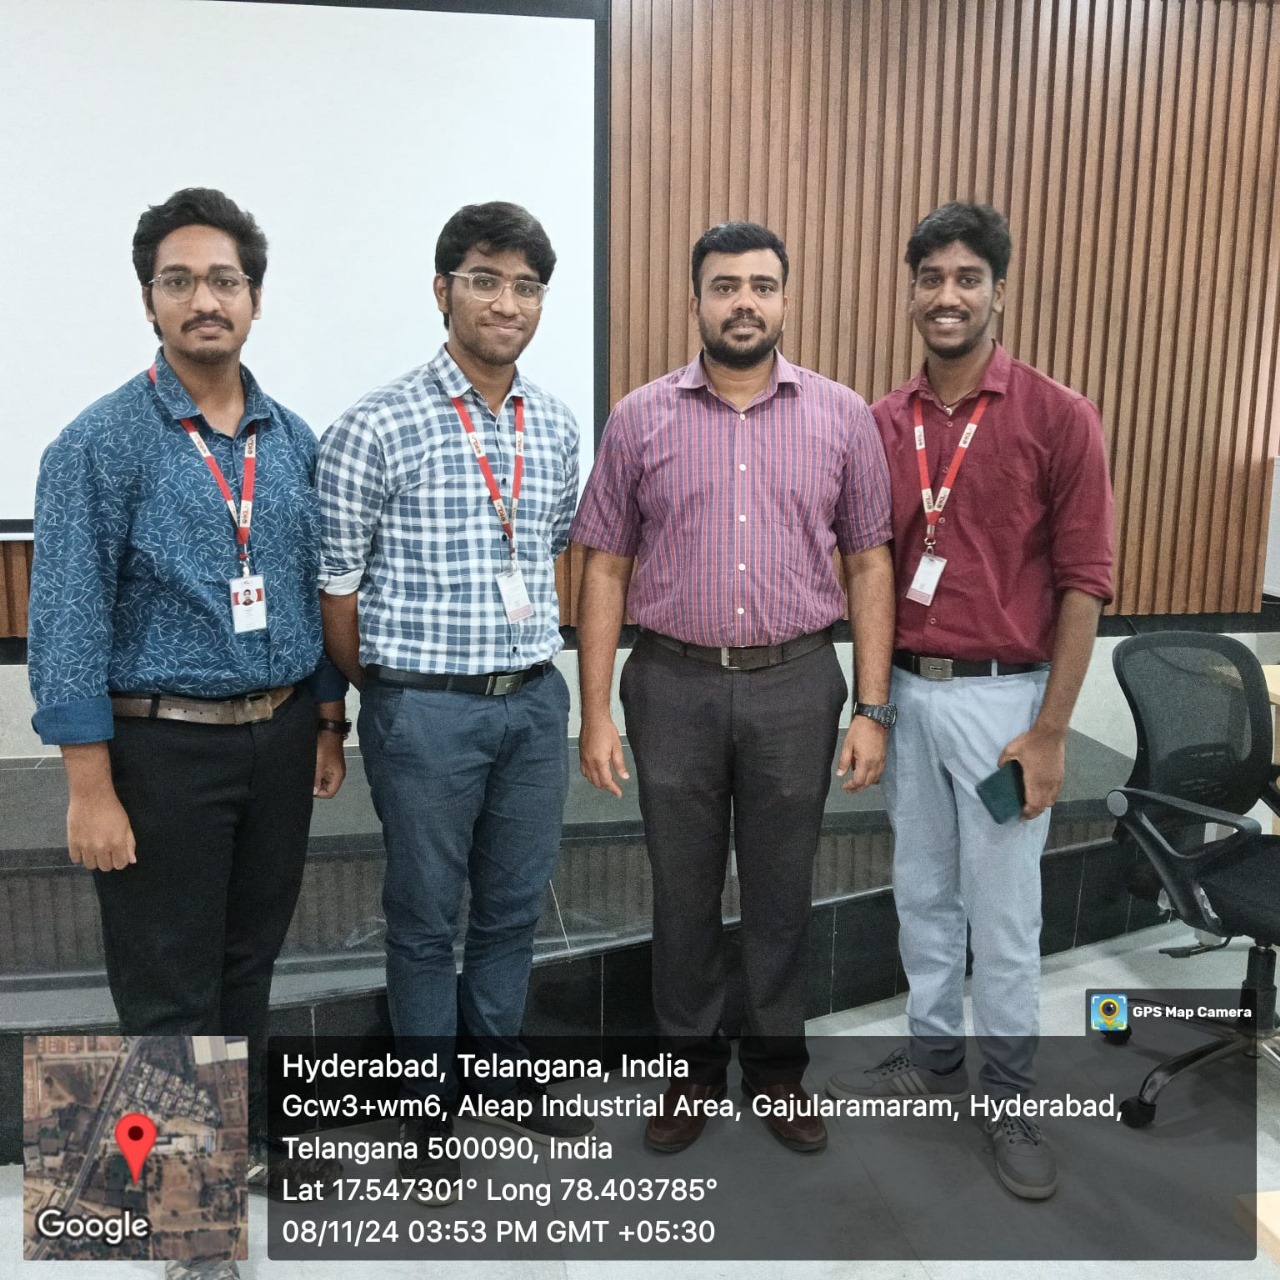 GPS Map Camera
Hyderabad, Telangana, India
Gcw3+wm6, Aleap Industrial Area, Gajularamaram, Hyderabad,
Telangana 500090, India
Lat 17.547301° Long 78.403785°
08/11/24 03:53 PM GMT +05:30
Google